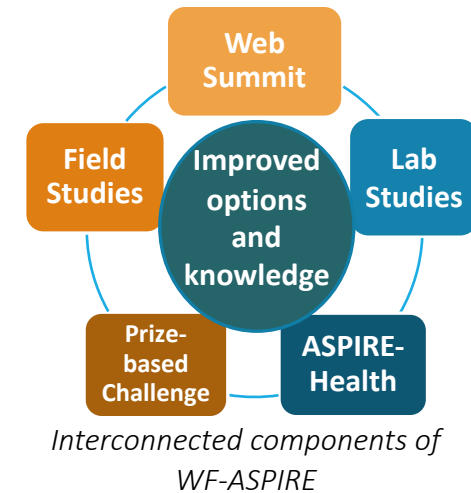 Web
Summit
Field
Studies
Improved
options
and
knowledge
Lab
Studies
Prize-
based
Challenge
ASPIRE-
Health
Interconnected components of
WF-ASPIRE